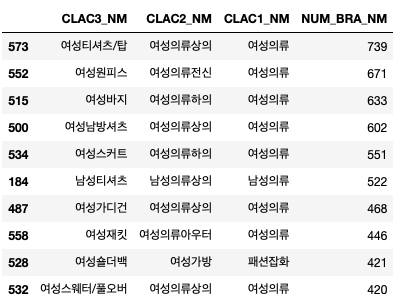 CLAC3_NM CLAC2_NM CLAC1_NM NUM_BRA_NM
573 여성티셔츠/탑 여성의류상의 여성의류 739
552 여성원피스 여성의류전신 여성의류 671
515 여성바지 여성의류하의 여성의류 633
500 여성남방셔츠 여성의류상의 여성의류 602
534 여성스커트 여성의류하의 여성의류 551
184 남성티셔츠 남성의류상의 남성의류 522
487 여성가디건 여성의류상의 여성의류 468
558 여성재킷 여성의류아우터 여성의류 446
528 여성숄더백 여성가방 패션잡화 421
532 여성스웨터/풀오버 여성의류상의 여성의류 420